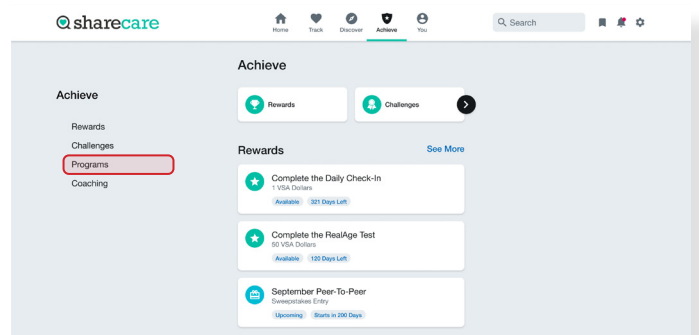 sharecare
Home
Track
Discover
Achieve
You
Search
Achieve
Achieve
Rewards
Challenges
Programs
Coaching
Rewards
Challenges
Rewards
See More
Complete the Daily Check-In
1 VSA Dollars
Available
321 Days Left
Complete the RealAge Test
50 VSA Dollars
Available
120 Days Left
September Peer-To-Peer
Sweepstakes Entry
Upcoming
Starts in 200 Days